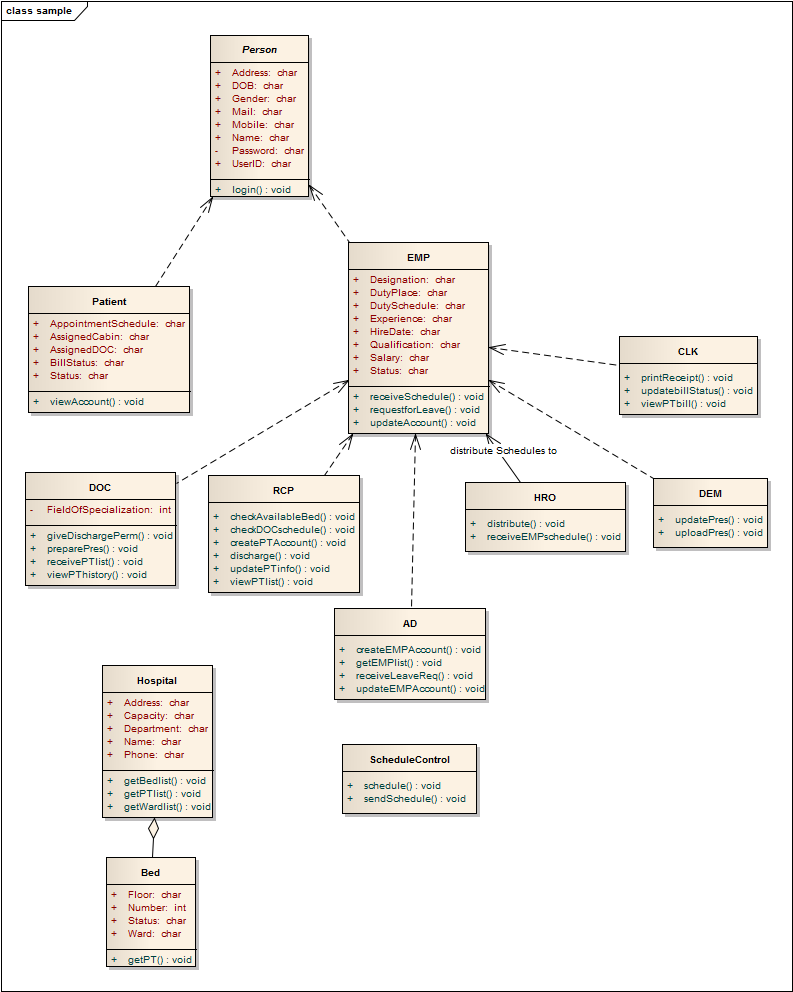 class sample
Person
+ Address: char
+ DOB: char
+ Gender: char
+ Mail: char
+ Mobile: char
+ Name: char
- Password: char
+ UserID: char
+ login() : void
EMP
+ Designation: char
+ DutyPlace: char
+ DutySchedule: char
+ Experience: char
+ HireDate: char
+ Qualification: char
+ Salary: char
+ Status: char
+ receiveSchedule() : void
+ requestforLeave() : void
+ updateAccount() : void
Patient
+ AppointmentSchedule: char
+ AssignedCabin: char
+ AssignedDOC: char
+ BillStatus: char
+ Status: char
+ viewAccount() : void
CLK
+ printReceipt() : void
+ updatebillStatus() : void
+ viewPTbill() : void
distribute Schedules to
DOC
- FieldOfSpecialization: int
+ giveDischargePerm() : void
+ preparePres() : void
+ receivePTlist() : void
+ viewPThistory() : void
RCP
+ checkAvailableBed() : void
+ checkDOCschedule() : void
+ createPTAccount() : void
+ discharge() : void
+ updatePTinfo() : void
+ viewPTlist() : void
HRO
+ distribute() : void
+ receiveEMPschedule() : void
DEM
+ updatePres() : void
+ uploadPres() : void
AD
+ createEMPAccount() : void
+ getEMPlist() : void
+ receiveLeaveReq() : void
+ updateEMPAccount() : void
Hospital
+ Address: char
+ Capacity: char
+ Department: char
+ Name: char
+ Phone: char
+ getBedlist() : void
+ getPTlist() : void
+ getWardlist() : void
ScheduleControl
+ schedule() : void
+ sendSchedule() : void
Bed
+ Floor: char
+ Number: int
+ Status: char
+ Ward: char
+ getPT() : void